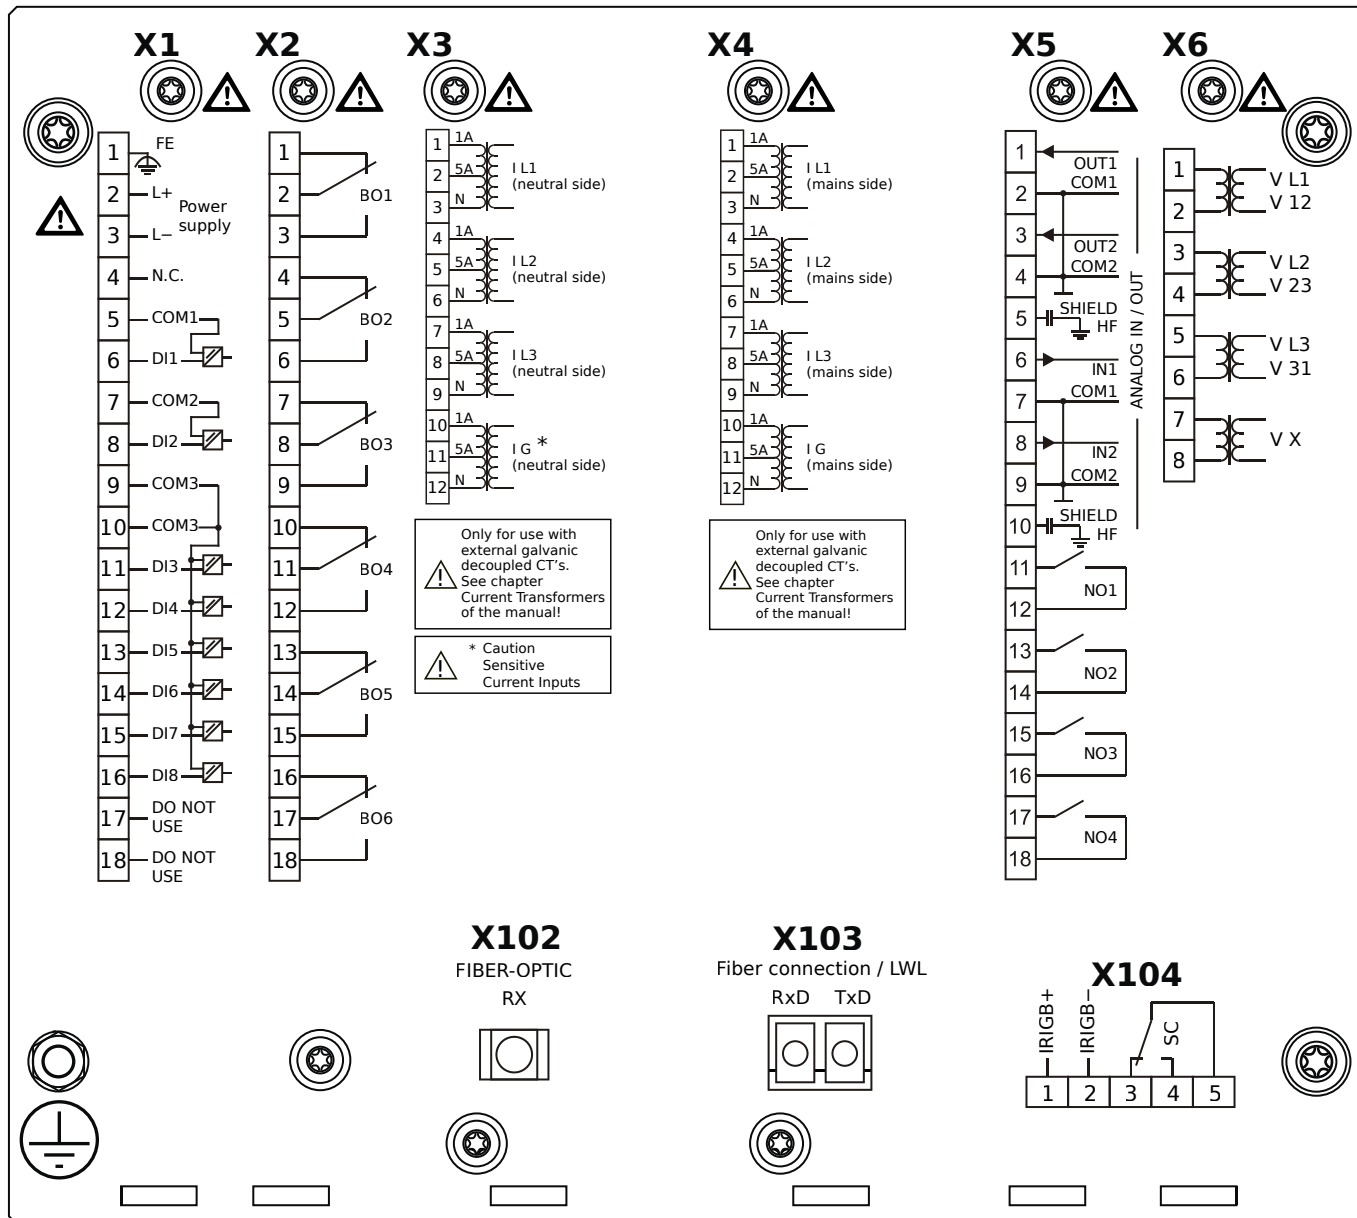 X1
X2
X3
X4
X5
X6
1
FE
2
L+
Power
supply
3
L−
4
N.C.
5
COM1
6
DI1
7
COM2
8
DI2
9
COM3
10
COM3
11
DI3
12
DI4
13
DI5
14
DI6
15
DI7
16
DI8
17
DO NOT
USE
18
DO NOT
USE
1
2
BO1
3
4
5
BO2
6
7
8
BO3
9
10
11
BO4
12
13
14
BO5
15
16
17
BO6
18
1
1A
2
5A
I L1
(neutral side)
3
N
4
1A
5
5A
I L2
(neutral side)
6
N
7
1A
8
5A
I L3
(neutral side)
9
N
10
1A
11
5A
I G *
(neutral side)
12
N
Only for use with
external galvanic
decoupled CT's.
See chapter
Current Transformers
of the manual!
* Caution
Sensitive
Current Inputs
1
1A
2
5A
I L1
(mains side)
3
N
4
1A
5
5A
I L2
(mains side)
6
N
7
1A
8
5A
I L3
(mains side)
9
N
10
1A
11
5A
I G
(mains side)
12
N
Only for use with
external galvanic
decoupled CT's.
See chapter
Current Transformers
of the manual!
1
OUT1
2
COM1
3
OUT2
4
COM2
5
SHIELD
HF
6
IN1
7
COM1
8
IN2
9
COM2
10
SHIELD
HF
ANALOG IN / OUT
11
NO1
12
13
NO2
14
15
NO3
16
17
NO4
18
1
V L1
2
V 12
3
V L2
4
V 23
5
V L3
6
V 31
7
V X
8
X102
FIBER-OPTIC
RX
X103
Fiber connection / LWL
RxD TxD
X104
IRIGB+
IRIGB−
SC
1 2 3 4 5